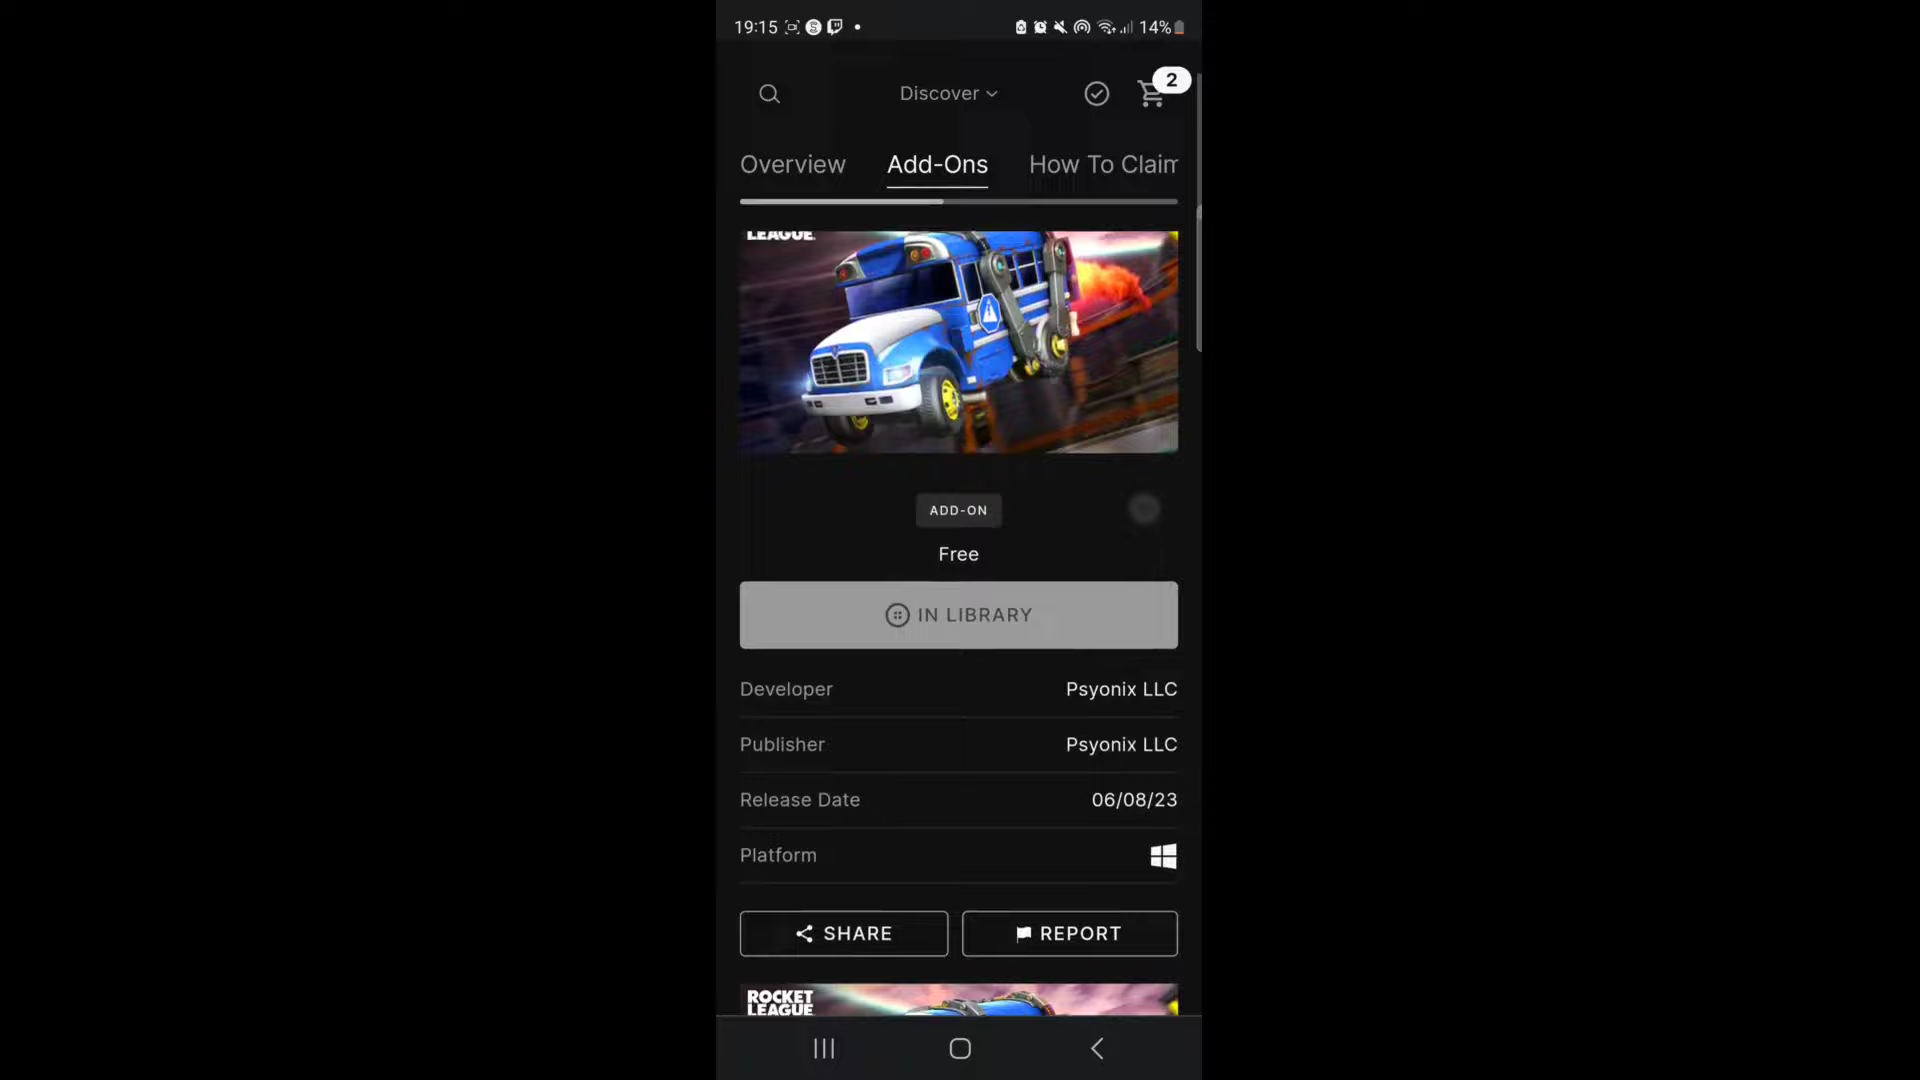 19:15
14%
2
Discover
Overview Add-Ons How To Claim
LEAGUE
ADD-ON
Free
IN LIBRARY
Developer Psyonix LLC
Publisher Psyonix LLC
Release Date 06/08/23
Platform
SHARE REPORT
ROCKET
LEAGUE